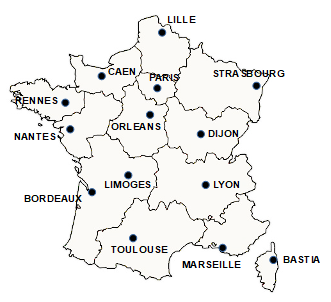 LILLE
CAEN
PARIS
STRASBOURG
RENNES
ORLEANS
NANTES
DIJON
LIMOGES
LYON
BORDEAUX
TOULOUSE
MARSEILLE
BASTIA